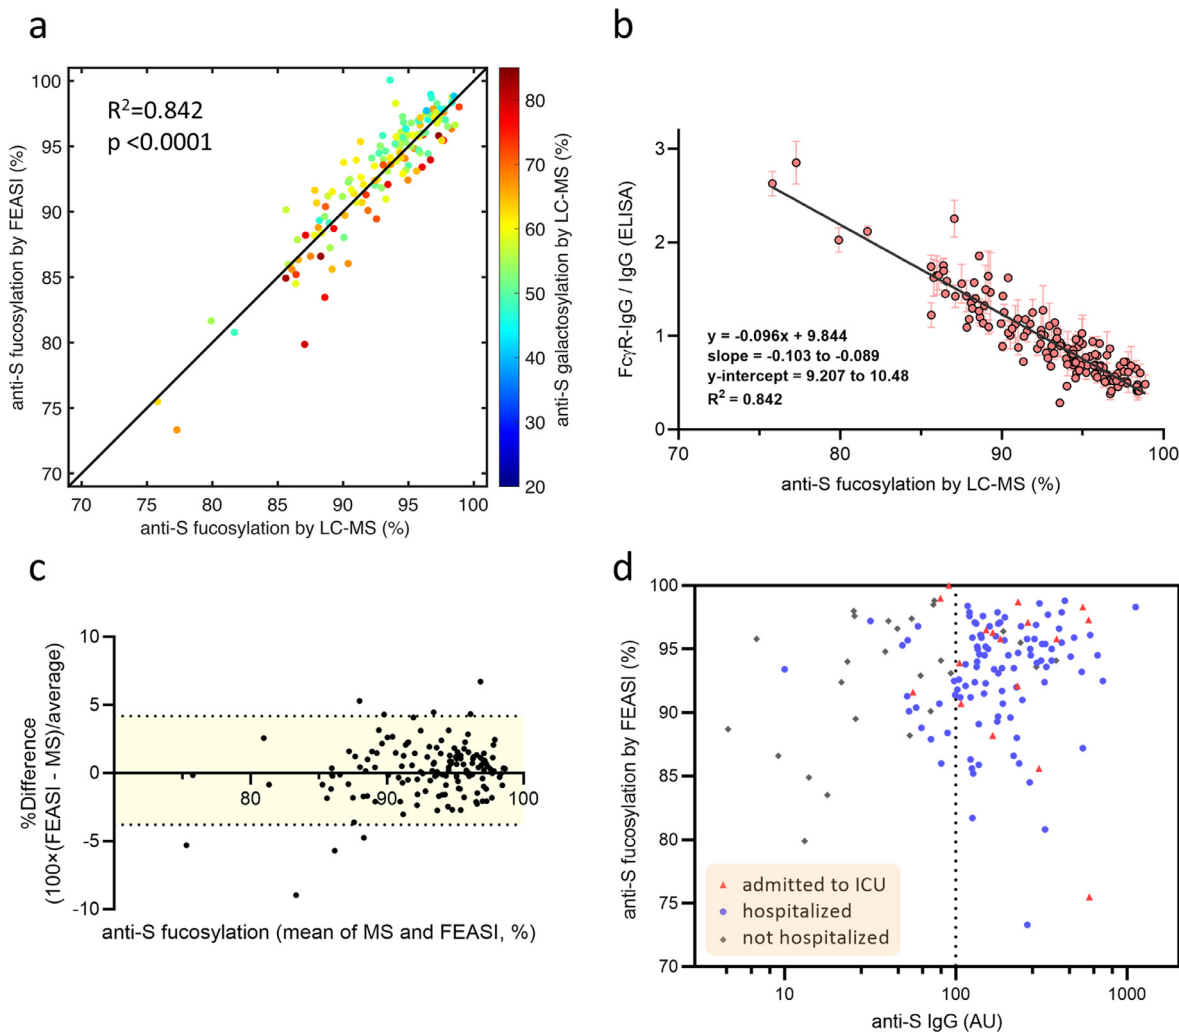 a
R²=0.842
p <0.0001
100
95
90
85
80
75
70
70 75 80 85 90 95 100
anti-S fucosylation by FEASI (%)
anti-S fucosylation by LC-MS (%)
80
70
60
50
40
30
20
anti-S galactosylation by LC-MS (%)
b
3
2
1
0
FcγR-IgG / IgG (ELISA)
y = -0.096x + 9.844
slope = -0.103 to -0.089
y-intercept = 9.207 to 10.48
R² = 0.842
70 80 90 100
anti-S fucosylation by LC-MS (%)
c
10
5
0
-5
-10
%Difference
(100×(FEASI - MS)/average)
80 90 100
anti-S fucosylation (mean of MS and FEASI, %)
d
100
95
90
85
80
75
70
anti-S fucosylation by FEASI (%)
admitted to ICU
hospitalized
not hospitalized
10 100 1000
anti-S IgG (AU)